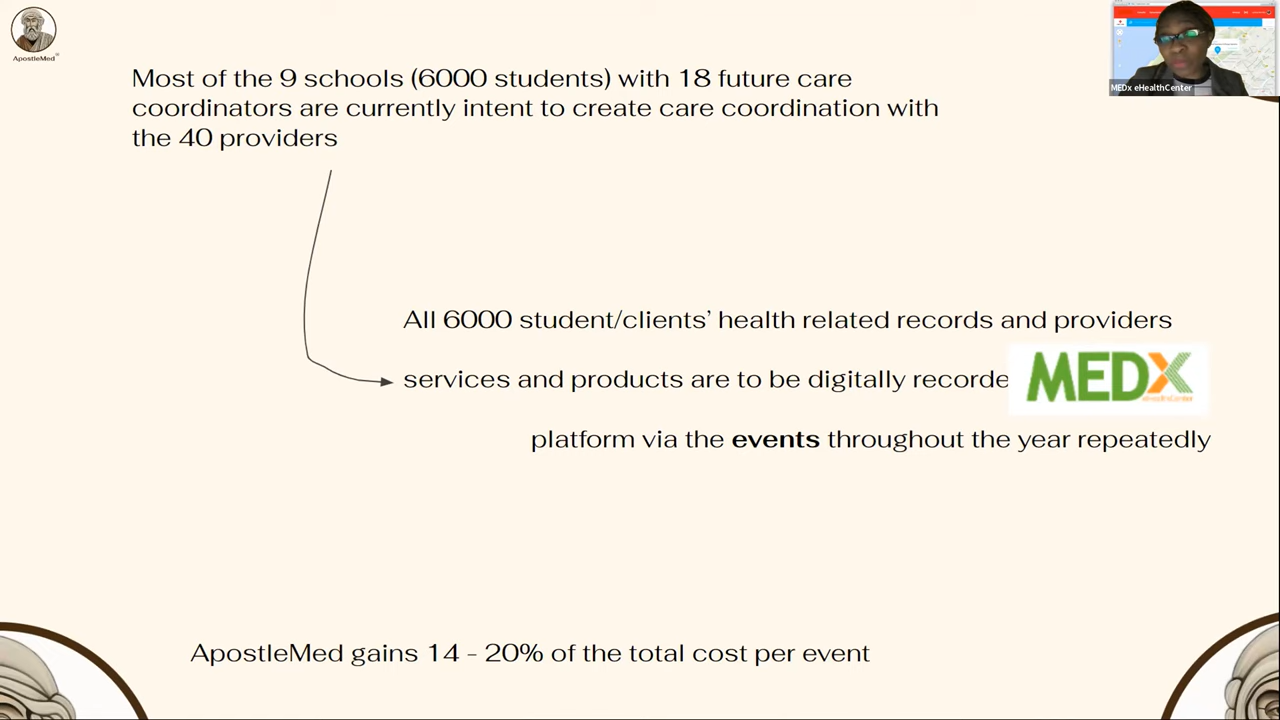 ApostleMed
MEDx eHealthCenter
Most of the 9 schools (6000 students) with 18 future care
coordinators are currently intent to create care coordination with
the 40 providers
All 6000 student/clients’ health related records and providers
services and products are to be digitally recorde
MEDX
eHealthCenter
platform via the events throughout the year repeatedly
ApostleMed gains 14 - 20% of the total cost per event